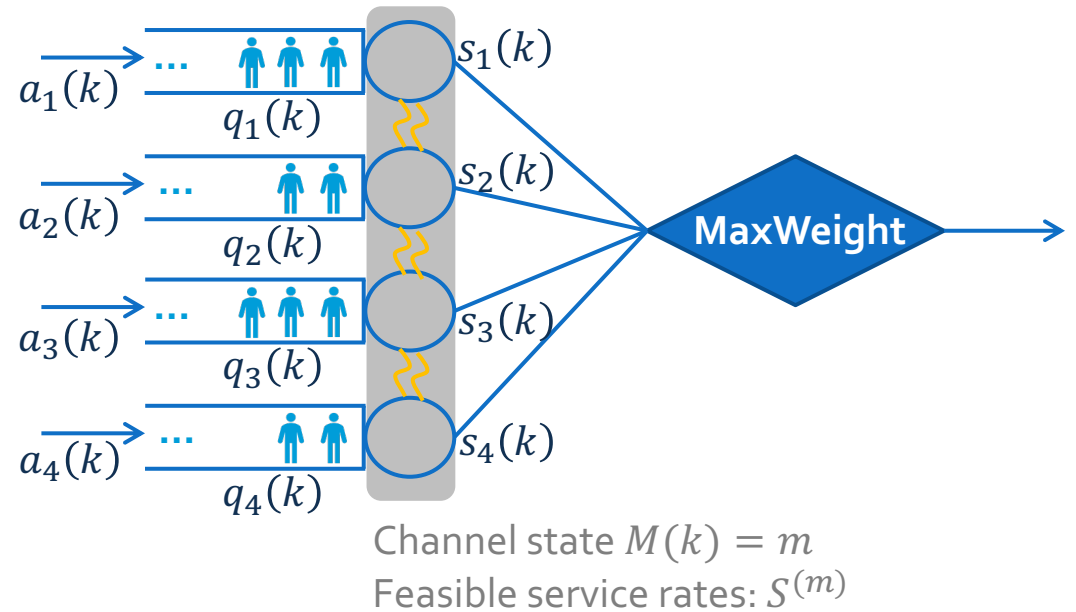 a₁(k)
...
q₁(k)
s₁(k)
a₂(k)
...
q₂(k)
s₂(k)
MaxWeight
a₃(k)
...
q₃(k)
s₃(k)
a₄(k)
...
q₄(k)
s₄(k)
Channel state M(k) = m
Feasible service rates: S⁽ᵐ⁾